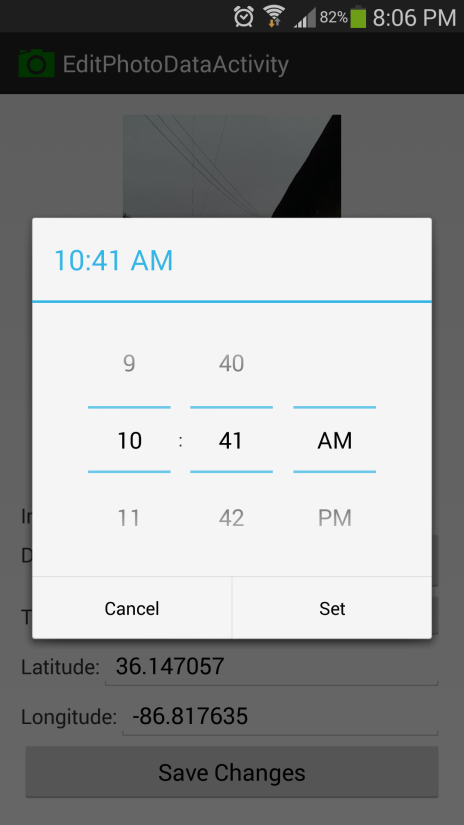 82% 8:06 PM
EditPhotoDataActivity
10:41 AM
9 40
10 : 41 AM
11 42 PM
Cancel Set
Latitude: 36.147057
Longitude: -86.817635
Save Changes